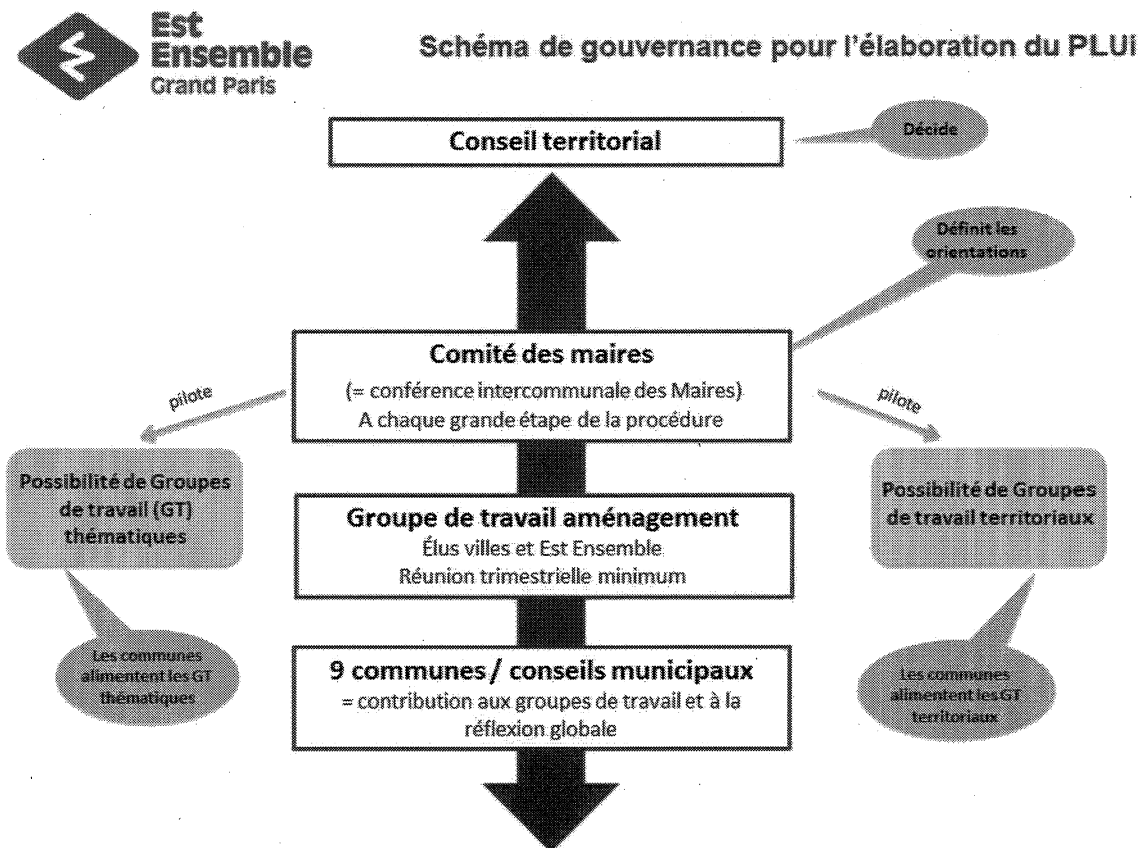 Est
Ensemble
Grand Paris
Schéma de gouvernance pour l'élaboration du PLUi
Conseil territorial
Décide
Définit les
orientations
Comité des maires
(= conférence intercommunale des Maires)
A chaque grande étape de la procédure
pilote
pilote
Possibilité de Groupes
de travail (GT)
thématiques
Possibilité de Groupes
de travail territoriaux
Groupe de travail aménagement
Élus villes et Est Ensemble
Réunion trimestrielle minimum
Les communes
alimentent les GT
thématiques
9 communes / conseils municipaux
= contribution aux groupes de travail et à la
réflexion globale
Les communes
alimentent les GT
territoriaux